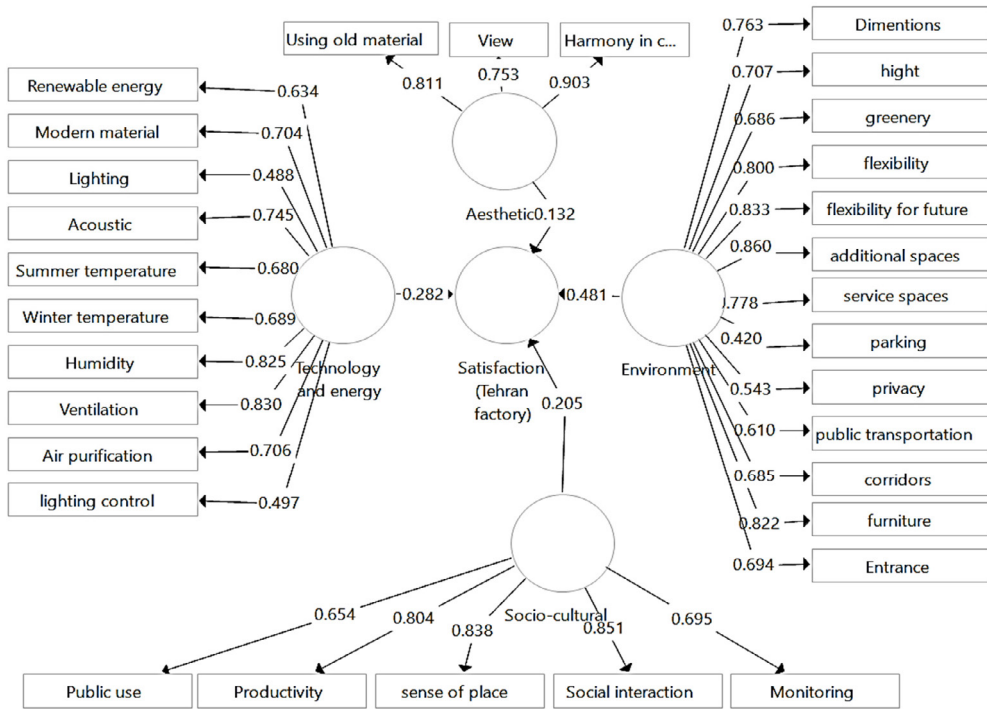 Using old material
View
Harmony in c...
0.811
0.753
0.903
Aesthetic
0.132
Renewable energy
0.634
Modern material
0.704
Lighting
0.488
Acoustic
0.745
Summer temperature
0.680
Winter temperature
0.689
Humidity
0.825
Ventilation
0.830
Air purification
0.706
lighting control
0.497
Technology
and energy
0.282
Satisfaction
(Tehran
factory)
0.481
Environment
0.763
Dimentions
0.707
hight
0.686
greenery
0.800
flexibility
0.833
flexibility for future
0.860
additional spaces
0.778
service spaces
0.420
parking
0.543
privacy
0.610
public transportation
0.685
corridors
0.822
furniture
0.694
Entrance
0.205
Socio-cultural
0.654
0.804
0.838
0.851
0.695
Public use
Productivity
sense of place
Social interaction
Monitoring